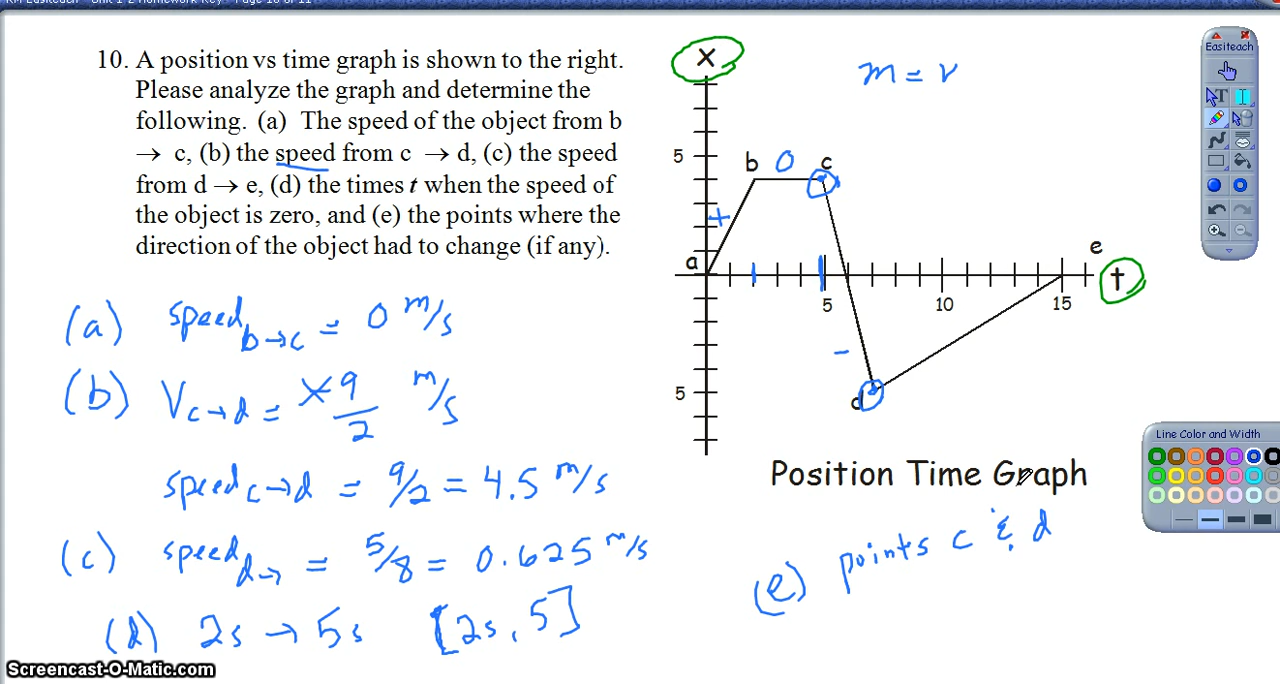 10. A position vs time graph is shown to the right.
Please analyze the graph and determine the
following. (a) The speed of the object from b
→ c, (b) the speed from c → d, (c) the speed
from d → e, (d) the times t when the speed of
the object is zero, and (e) the points where the
direction of the object had to change (if any).
(a) speed b→c = 0 m/s
(b) V c→d = 9/2 m/s
speed c→d = 9/2 = 4.5 m/s
(c) speed d→ = 5/8 = 0.625 m/s
(d) 2s → 5s [2s, 5]
x
m = v
5
b 0 c
+
a
e
t
5 10 15
-
5
d
Position Time Graph
(e) points c & d
Easiteach
T
Line Color and Width
Screencast-O-Matic.com